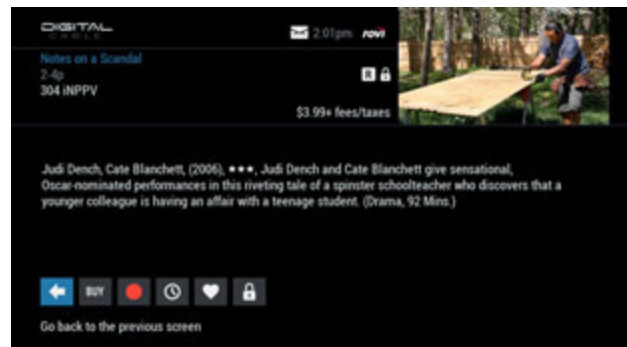 DIGITAL
CABLE
2:01pm rovi
Notes on a Scandal
2-4p
R
304 iNPPV
$3.99+ fees/taxes
Judi Dench, Cate Blanchett, (2006), ★★★, Judi Dench and Cate Blanchett give sensational,
Oscar-nominated performances in this riveting tale of a spinster schoolteacher who discovers that a
younger colleague is having an affair with a teenage student. (Drama, 92 Mins.)
BUY
Go back to the previous screen